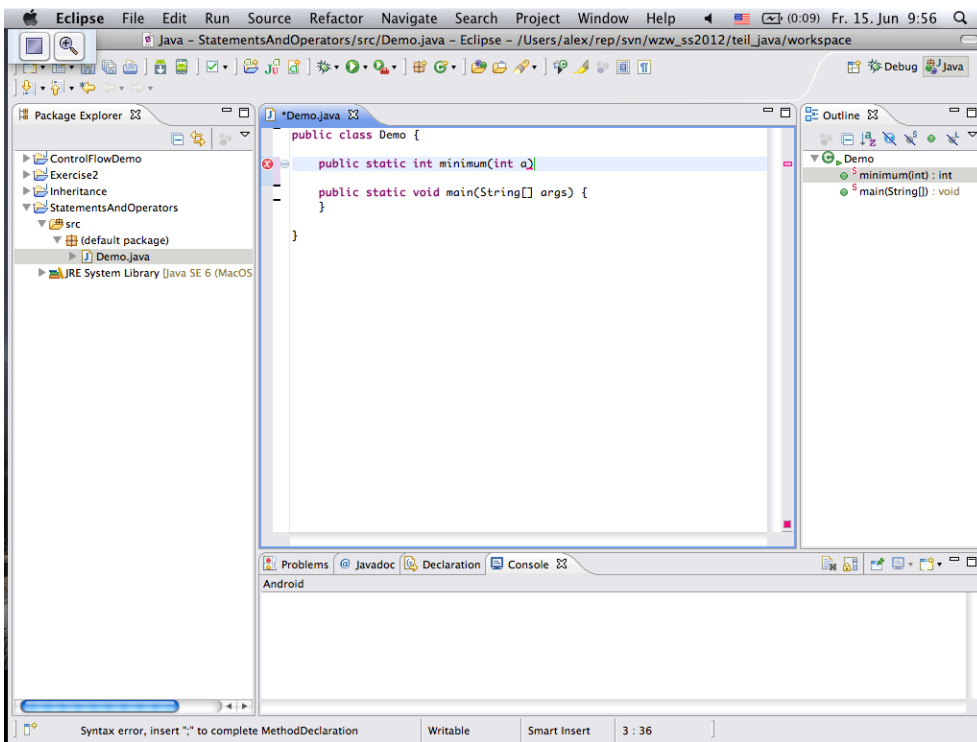 Eclipse File Edit Run Source Refactor Navigate Search Project Window Help (0:09) Fr. 15. Jun 9:56
Java – StatementsAndOperators/src/Demo.java – Eclipse – /Users/alex/rep/svn/wzw_ss2012/teil_java/workspace
Debug Java
Package Explorer
ControlFlowDemo
Exercise2
Inheritance
StatementsAndOperators
src
(default package)
Demo.java
JRE System Library [Java SE 6 (MacOS
*Demo.java
public class Demo {
public static int minimum(int a)
public static void main(String[] args) {
}
}
Outline
Demo
minimum(int) : int
main(String[]) : void
Problems @ Javadoc Declaration Console
Android
Syntax error, insert ";" to complete MethodDeclaration Writable Smart Insert 3 : 36